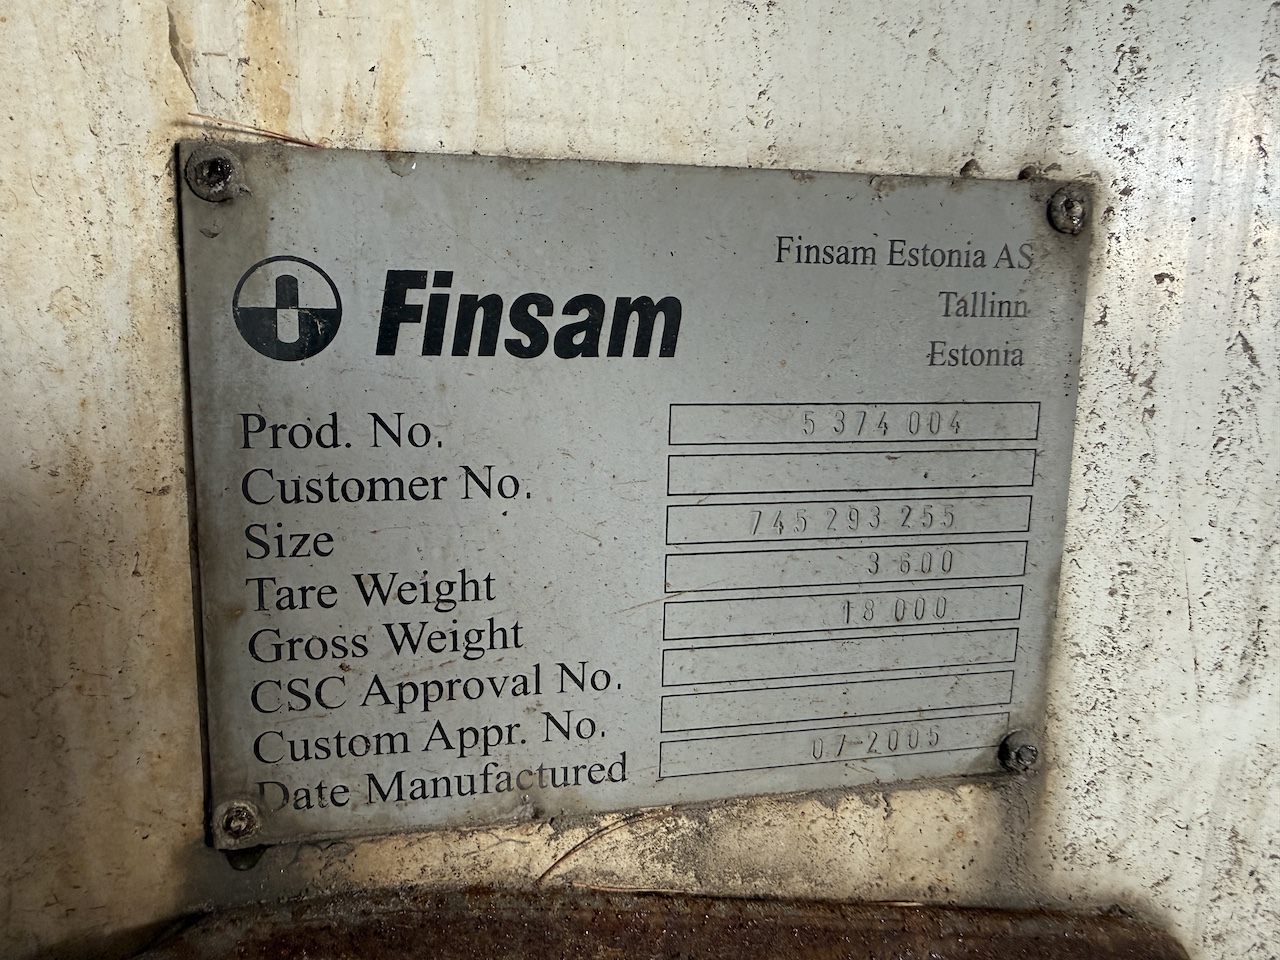 Finsam
Finsam Estonia AS
Tallinn
Estonia
Prod. No. 5 374 004
Customer No.
Size 745 293 255
Tare Weight 3 600
Gross Weight 18 000
CSC Approval No.
Custom Appr. No.
Date Manufactured 07-2005